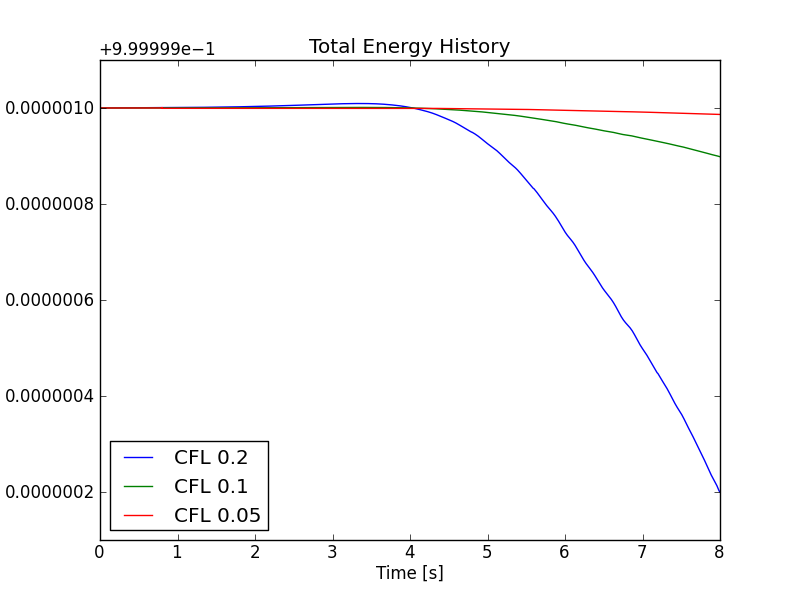 Total Energy History
+9.99999e−1
0.0000010
0.0000008
0.0000006
0.0000004
0.0000002
CFL 0.2
CFL 0.1
CFL 0.05
0 1 2 3 4 5 6 7 8
Time [s]